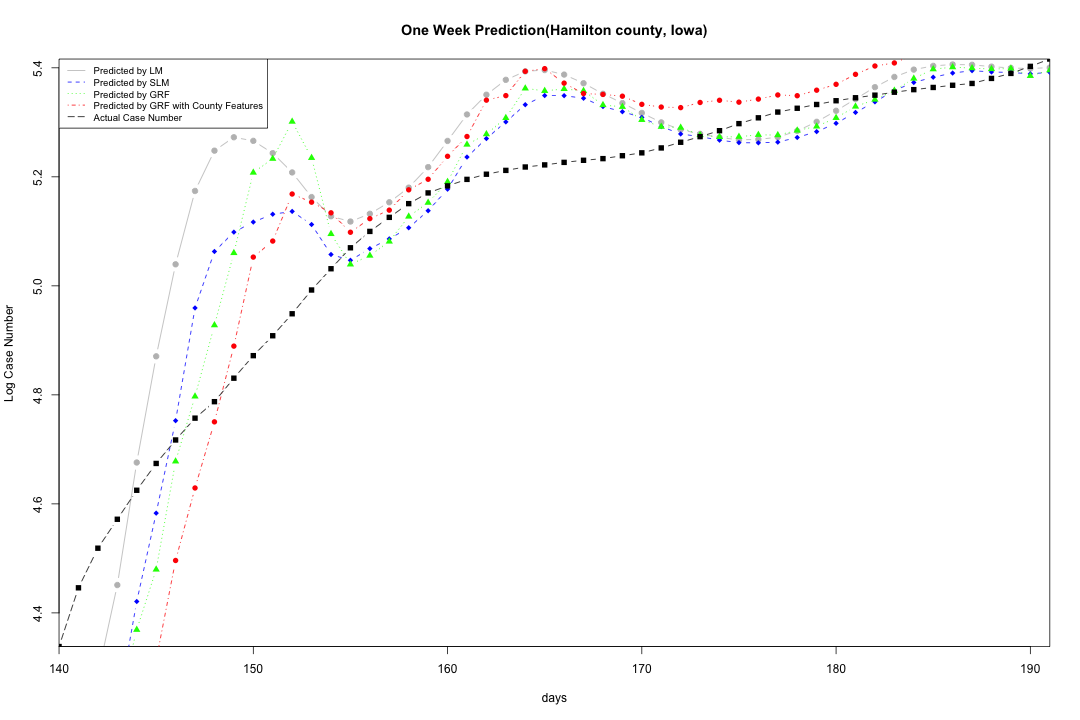 One Week Prediction(Hamilton county, Iowa)
Predicted by LM
Predicted by SLM
Predicted by GRF
Predicted by GRF with County Features
Actual Case Number
5.4
5.2
5.0
4.8
4.6
4.4
Log Case Number
140 150 160 170 180 190
days